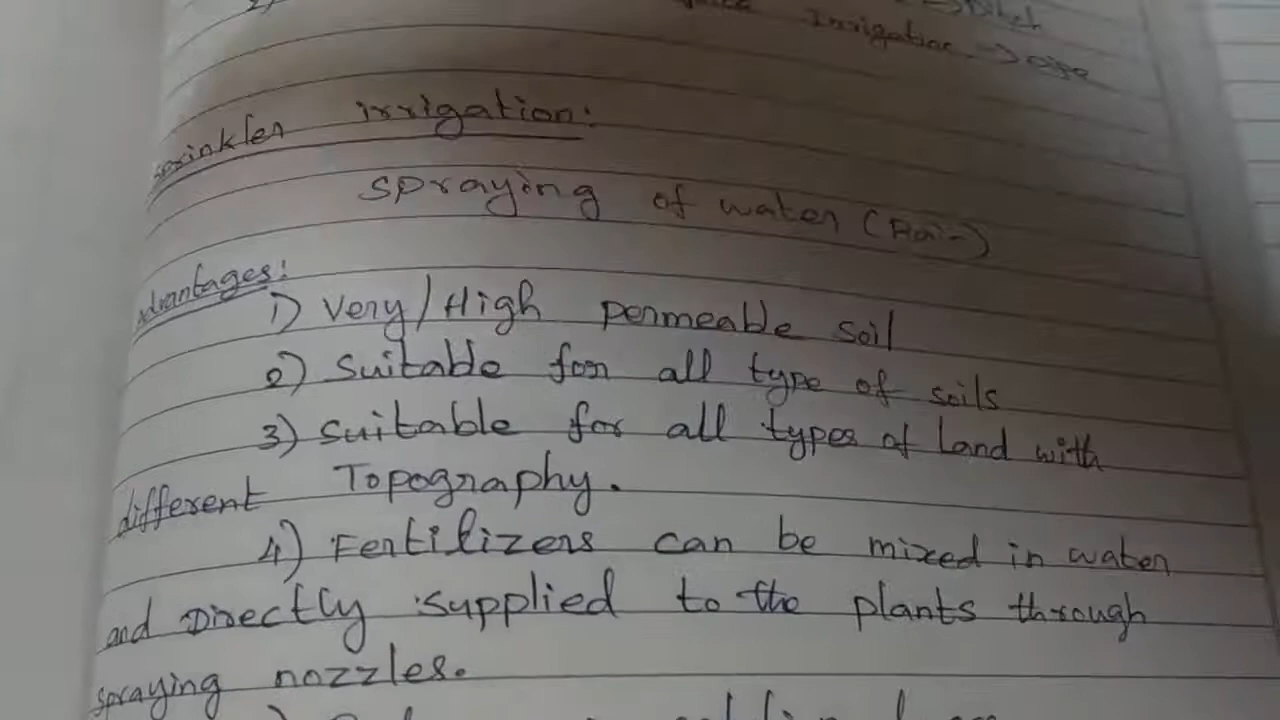 Irrigation →
Sprinkler irrigation:
Spraying of water (Rain)
Advantages:
1) Very/High permeable soil
2) Suitable for all type of soils
3) Suitable for all types of land with
different Topography.
4) Fertilizers can be mixed in water
and Directly supplied to the plants through
spraying nozzles.